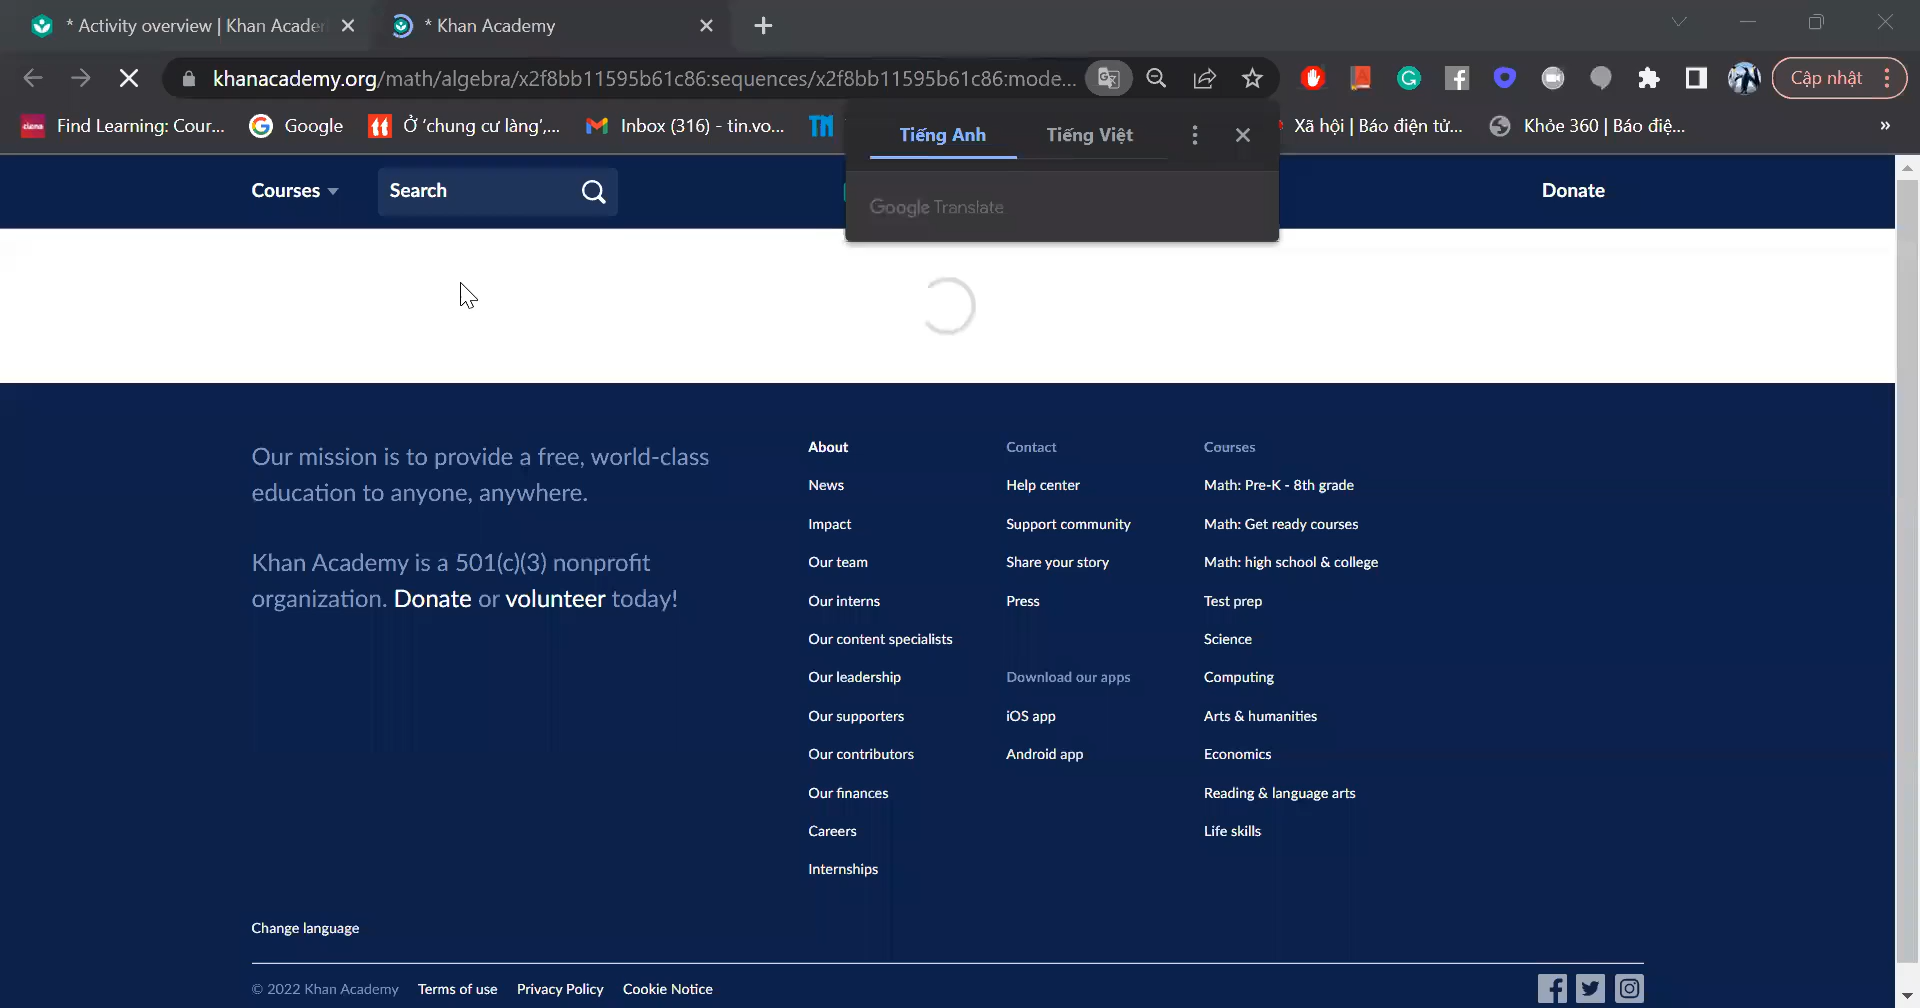 * Activity overview | Khan Acade
* Khan Academy
khanacademy.org/math/algebra/x2f8bb11595b61c86:sequences/x2f8bb11595b61c86:mode...
Cập nhật
ciena Find Learning: Cour...
Google
Ở ‘chung cư làng’,...
Inbox (316) - tin.vo...
Xã hội | Báo điện tử...
Khỏe 360 | Báo điệ...
»
Tiếng Anh
Tiếng Việt
Google Translate
Courses
Search
Donate
Our mission is to provide a free, world-class
education to anyone, anywhere.
Khan Academy is a 501(c)(3) nonprofit
organization. Donate or volunteer today!
About
News
Impact
Our team
Our interns
Our content specialists
Our leadership
Our supporters
Our contributors
Our finances
Careers
Internships
Contact
Help center
Support community
Share your story
Press
Download our apps
iOS app
Android app
Courses
Math: Pre-K - 8th grade
Math: Get ready courses
Math: high school & college
Test prep
Science
Computing
Arts & humanities
Economics
Reading & language arts
Life skills
Change language
© 2022 Khan Academy
Terms of use
Privacy Policy
Cookie Notice